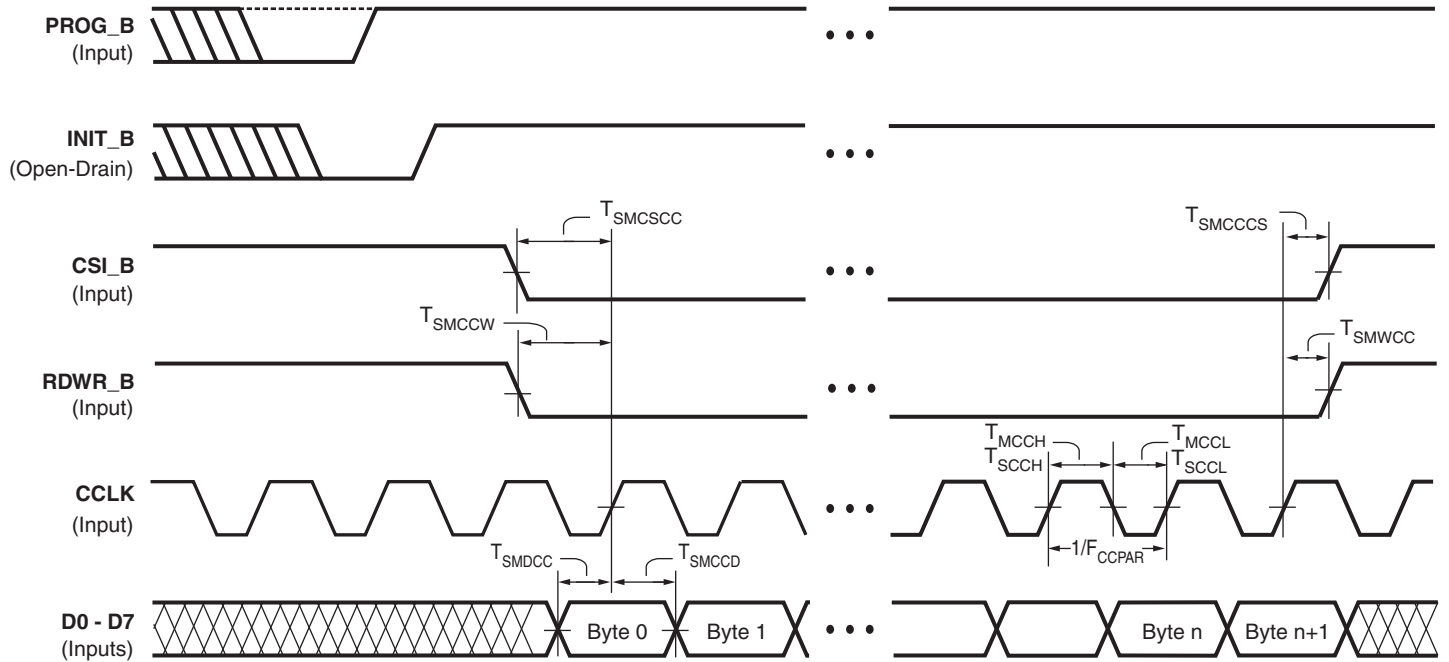 PROG_B
(Input)
INIT_B
(Open-Drain)
T_SMCSCC
T_SMCCCS
CSI_B
(Input)
T_SMCCW
T_SMWCC
RDWR_B
(Input)
T_MCCH
T_SCCH
T_MCCL
T_SCCL
CCLK
(Input)
1/F_CCPAR
T_SMDCC
T_SMCCD
D0 - D7
(Inputs)
Byte 0
Byte 1
Byte n
Byte n+1